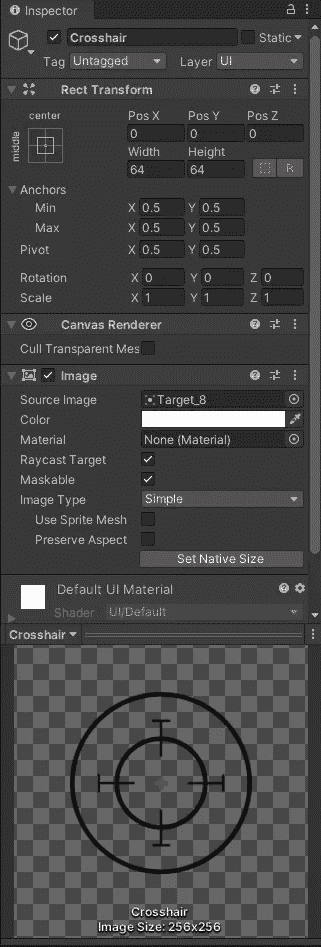 Inspector
Crosshair Static
Tag Untagged Layer UI
Rect Transform
center Pos X Pos Y Pos Z
middle 0 0 0
Width Height
64 64 R
Anchors
Min X 0.5 Y 0.5
Max X 0.5 Y 0.5
Pivot X 0.5 Y 0.5
Rotation X 0 Y 0 Z 0
Scale X 1 Y 1 Z 1
Canvas Renderer
Cull Transparent Mes
Image
Source Image Target_8
Color
Material None (Material)
Raycast Target
Maskable
Image Type Simple
Use Sprite Mesh
Preserve Aspect
Set Native Size
Default UI Material
Shader UI/Default
Crosshair
Crosshair
Image Size: 256x256